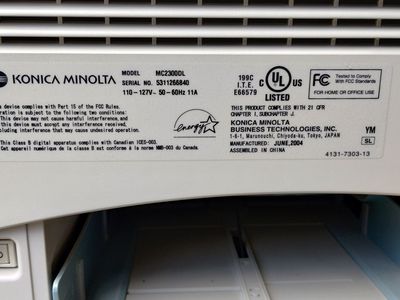 KONICA MINOLTA
MODEL MC2300DL
SERIAL NO. 5311266840
110-127V~50-60Hz 11A
device complies with Part 15 of the FCC Rules.
is subject to the following two conditions:
device may not cause harmful interference, and
device must accept any interference received,
including interference that may cause undesired operation.
This Class B digital apparatus complies with Canadian ICES-003.
Cet appareil numérique de la classe B est conforme à la norme NMB-003 du Canada.
energy
199C
I.T.E.
E66579
C UL US
LISTED
FC Tested to Comply
With FCC Standards
FOR HOME OR OFFICE USE
THIS PRODUCT COMPLIES WITH 21 CFR
CHAPTER I, SUBCHAPTER J.
KONICA MINOLTA
BUSINESS TECHNOLOGIES, INC.
1-6-1, Marunouchi, Chiyoda-ku, Tokyo, JAPAN
MANUFACTURED: JUNE,2004
ASSEMBLED IN CHINA
YM
SL
4131-7303-13